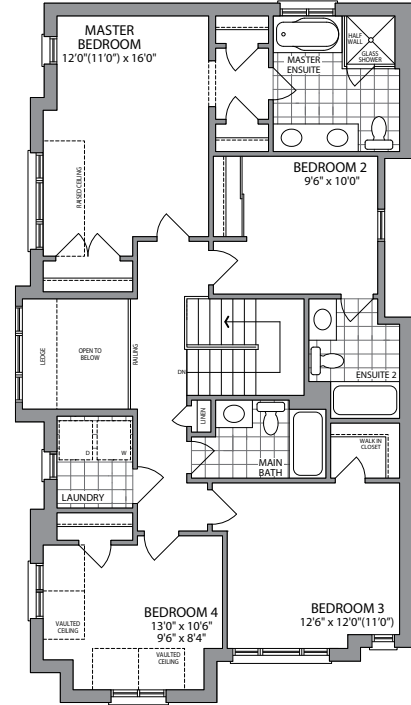 MASTER
BEDROOM
12'0"(11'0") x 16'0"
HALF
WALL
GLASS
SHOWER
MASTER
ENSUITE
BEDROOM 2
9'6" x 10'0"
RAISED CEILING
LEDGE
OPEN TO
BELOW
RAILING
DN
ENSUITE 2
LINEN
D
W
LAUNDRY
MAIN
BATH
WALK IN
CLOSET
BEDROOM 3
12'6" x 12'0"(11'0")
BEDROOM 4
13'0" x 10'6"
9'6" x 8'4"
VAULTED
CEILING
VAULTED
CEILING